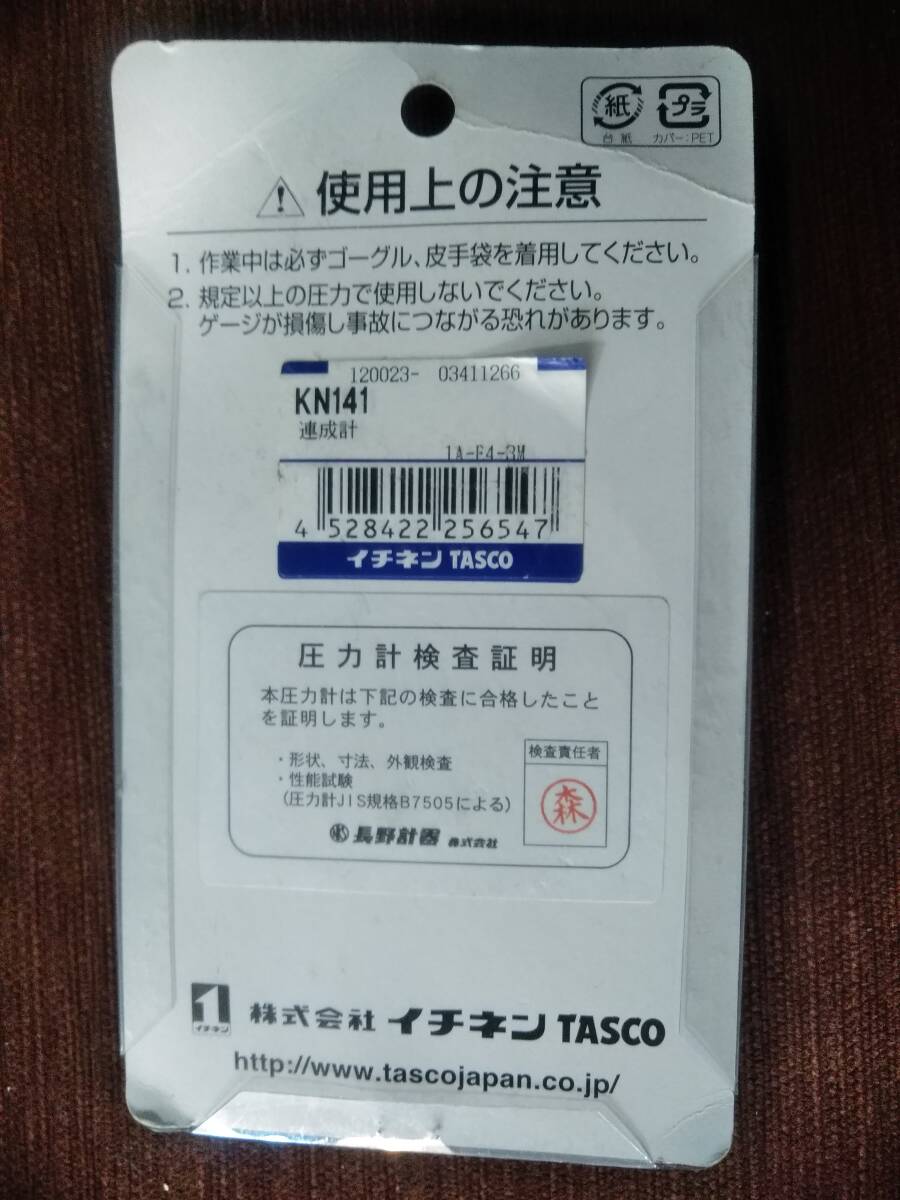 紙
プラ
台紙
カバー:PET
使用上の注意
1. 作業中は必ずゴーグル、皮手袋を着用してください。
2. 規定以上の圧力で使用しないでください。
ゲージが損傷し事故につながる恐れがあります。
120023- 03411266
KN141
連成計
1A-E4-3M
4 528422 256547
イチネン TASCO
圧力計検査証明
本圧力計は下記の検査に合格したこと
を証明します。
・形状、寸法、外観検査
・性能試験
(圧力計JIS規格B7505による)
長野計器 株式会社
検査責任者
森
1
イチネン
株式会社 イチネン TASCO
http://www.tascojapan.co.jp/